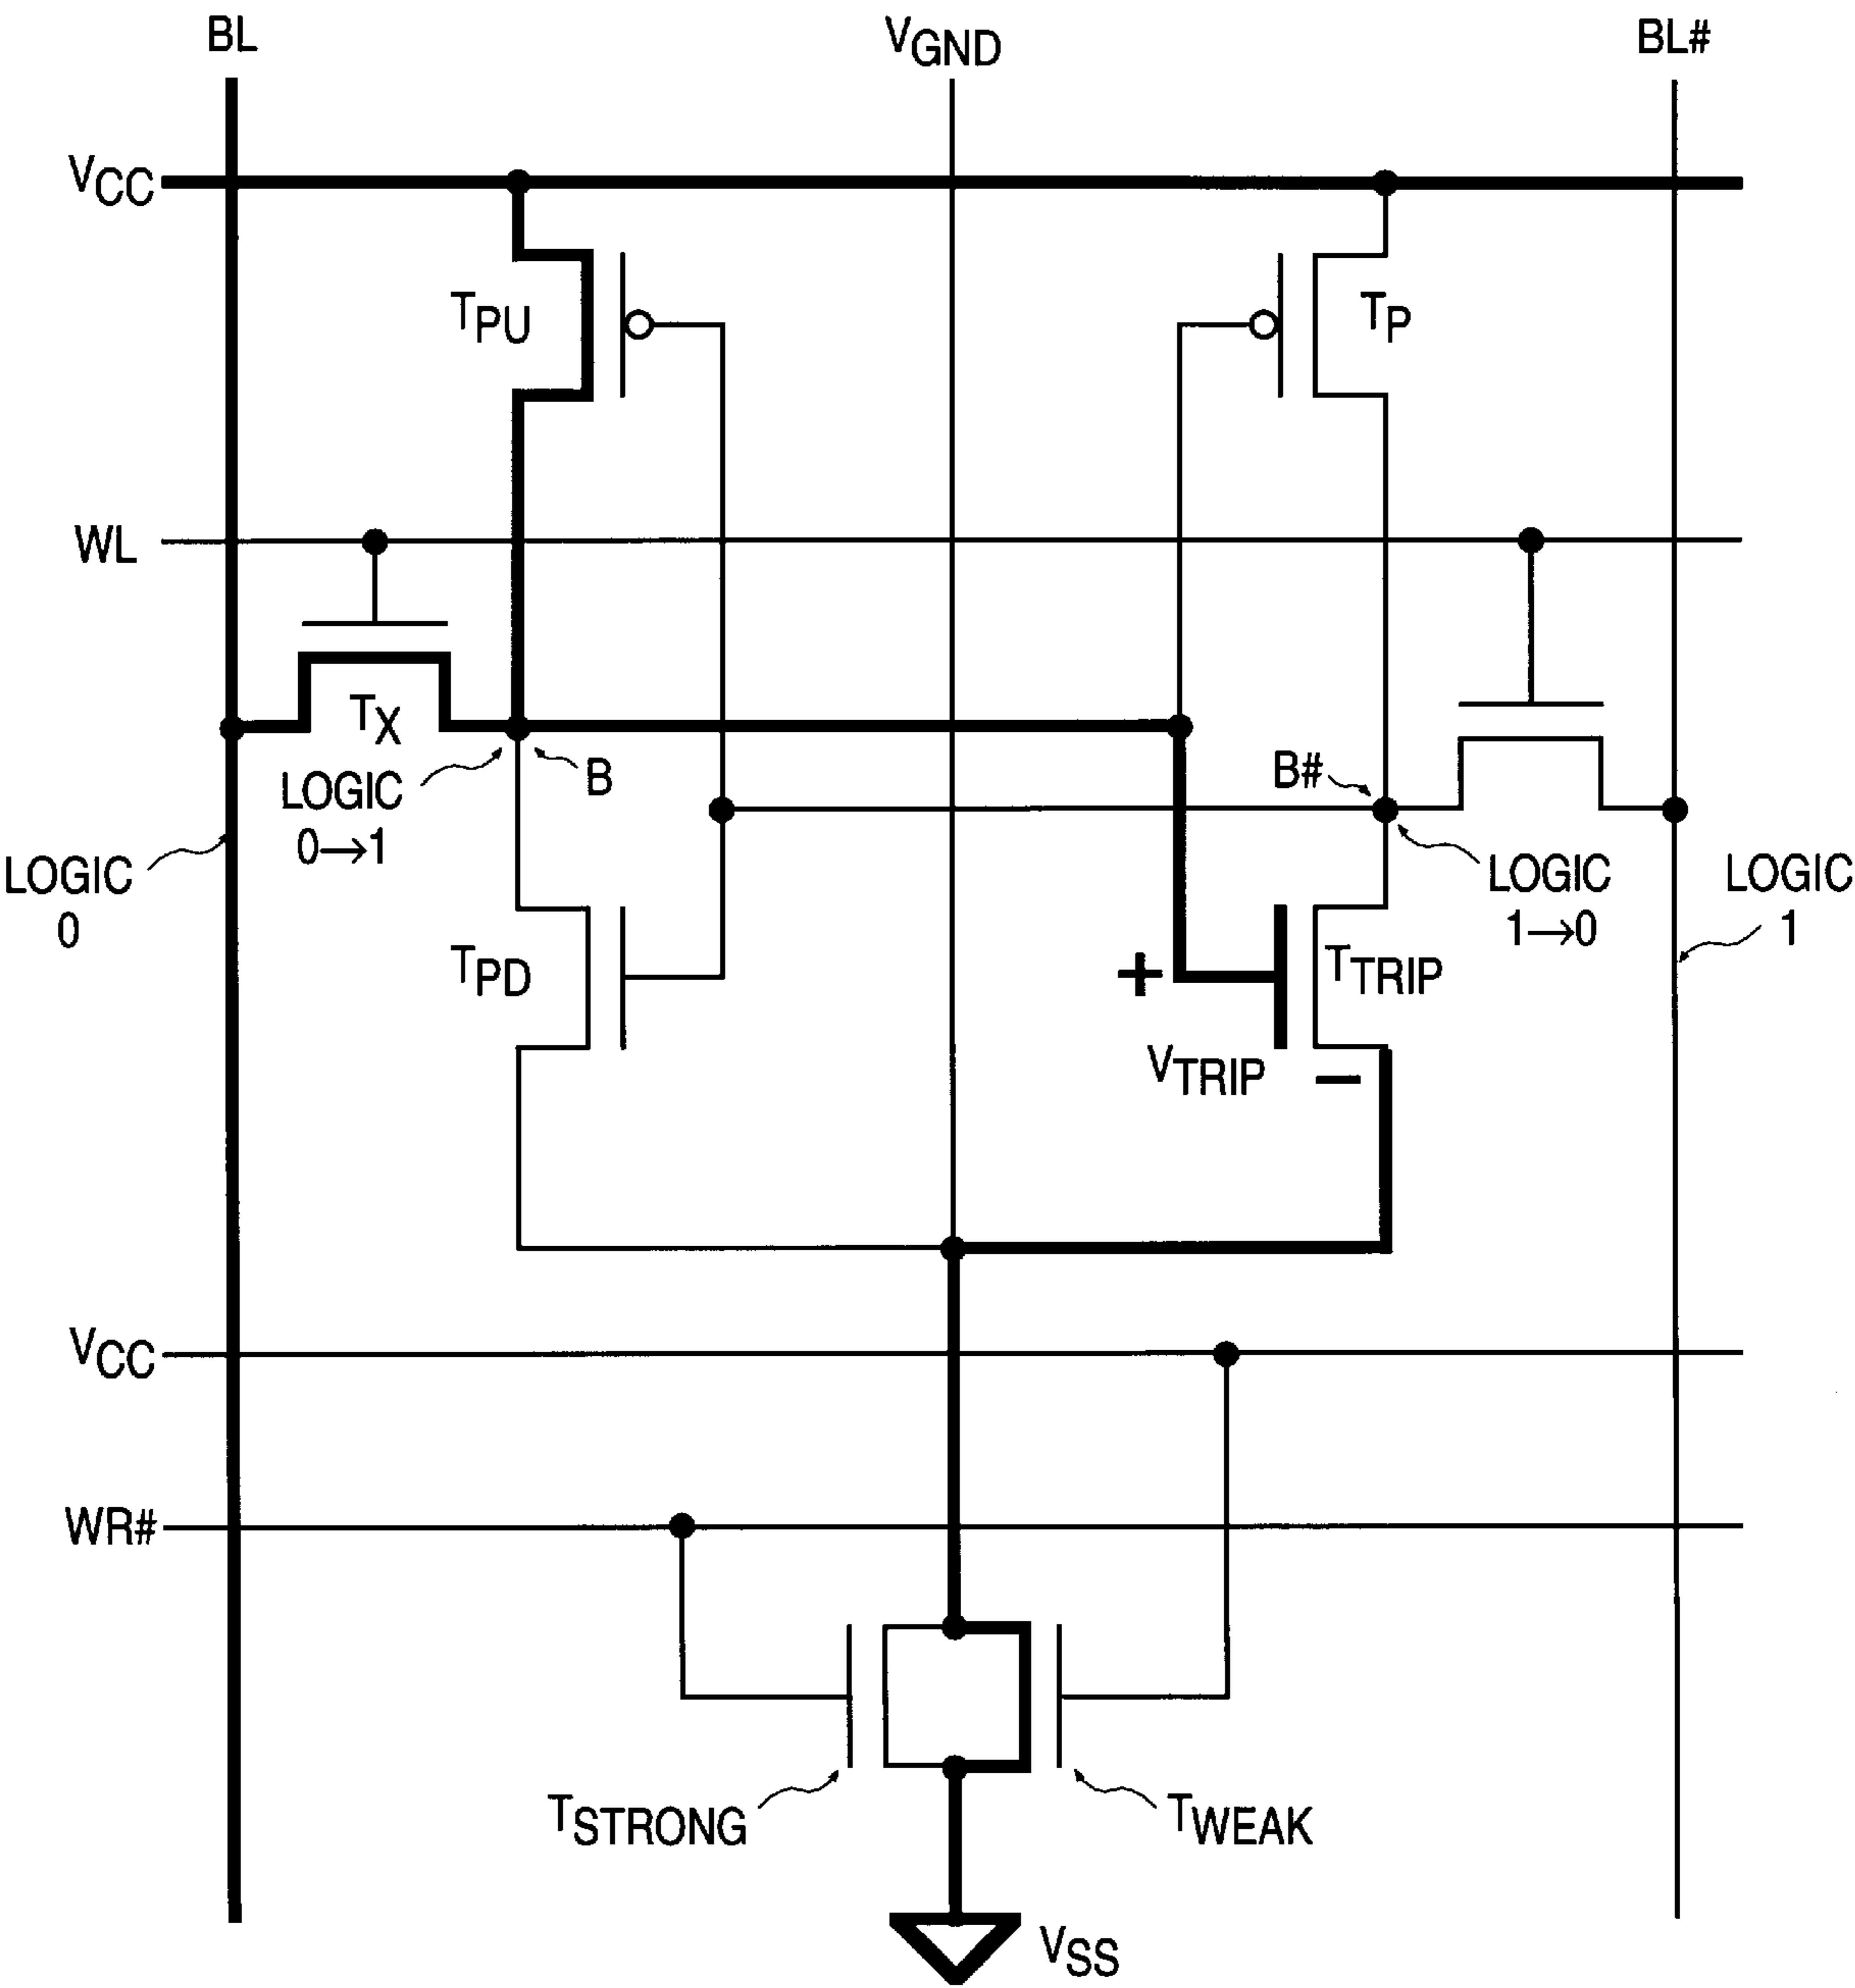 BL
VGND
BL#
VCC
TPU
TP
WL
TX
B
B#
LOGIC
0→1
LOGIC
0
LOGIC
1→0
LOGIC
1
TPD
+
TTRIP
VTRIP
−
VCC
WR#
TSTRONG
TWEAK
VSS